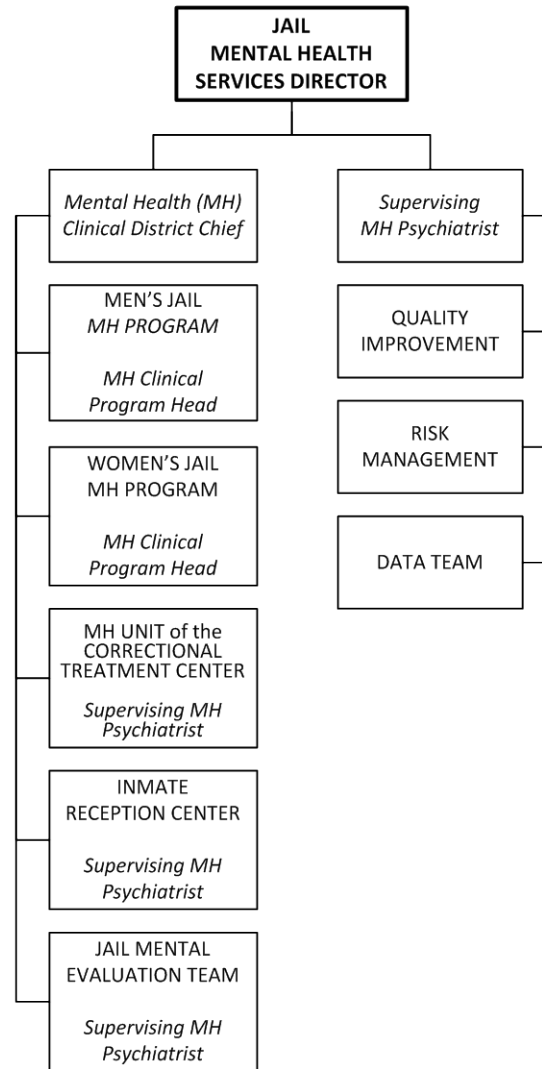 JAIL
MENTAL HEALTH
SERVICES DIRECTOR
Mental Health (MH)
Clinical District Chief
MEN'S JAIL
MH PROGRAM
MH Clinical
Program Head
WOMEN'S JAIL
MH PROGRAM
MH Clinical
Program Head
MH UNIT of the
CORRECTIONAL
TREATMENT CENTER
Supervising MH
Psychiatrist
INMATE
RECEPTION CENTER
Supervising MH
Psychiatrist
JAIL MENTAL
EVALUATION TEAM
Supervising MH
Psychiatrist
Supervising
MH Psychiatrist
QUALITY
IMPROVEMENT
RISK
MANAGEMENT
DATA TEAM